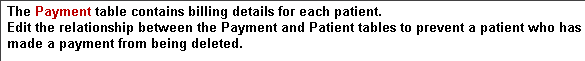 The Payment table contains billing details for each patient.
Edit the relationship between the Payment and Patient tables to prevent a patient who has
made a payment from being deleted.